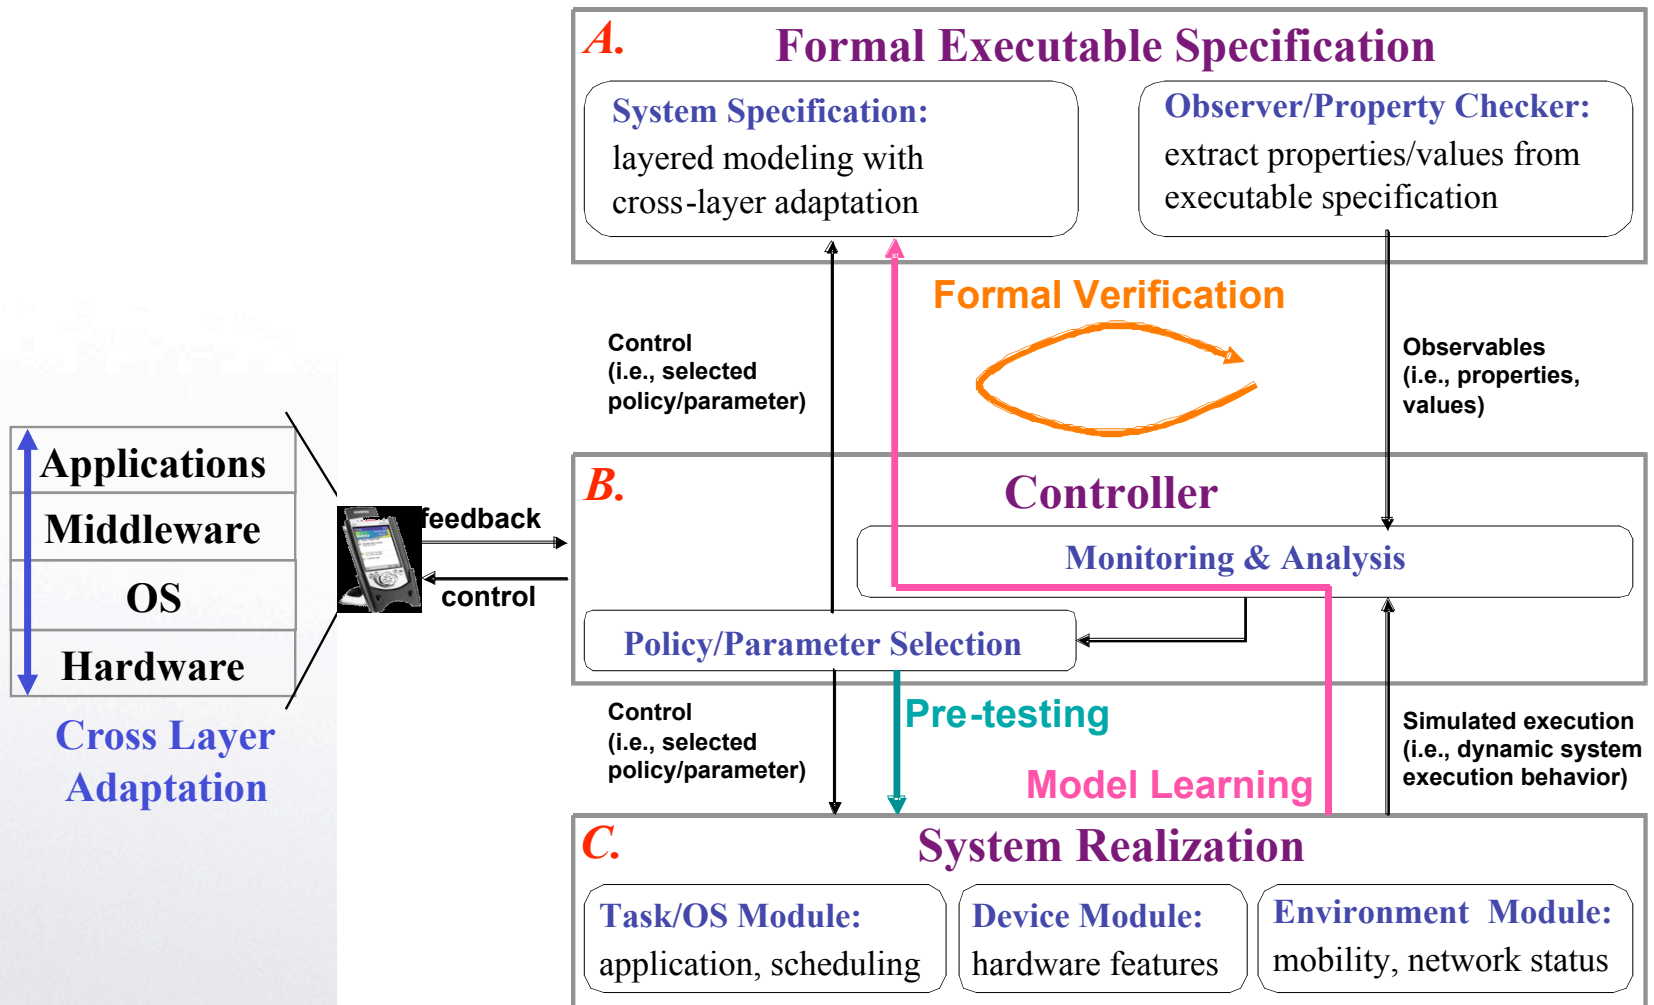 A.
Formal Executable Specification
System Specification:
layered modeling with
cross-layer adaptation
Observer/Property Checker:
extract properties/values from
executable specification
Formal Verification
Control
(i.e., selected
policy/parameter)
Observables
(i.e., properties,
values)
Applications
Middleware
OS
Hardware
Cross Layer
Adaptation
feedback
control
B.
Controller
Monitoring & Analysis
Policy/Parameter Selection
Control
(i.e., selected
policy/parameter)
Pre-testing
Model Learning
Simulated execution
(i.e., dynamic system
execution behavior)
C.
System Realization
Task/OS Module:
application, scheduling
Device Module:
hardware features
Environment Module:
mobility, network status